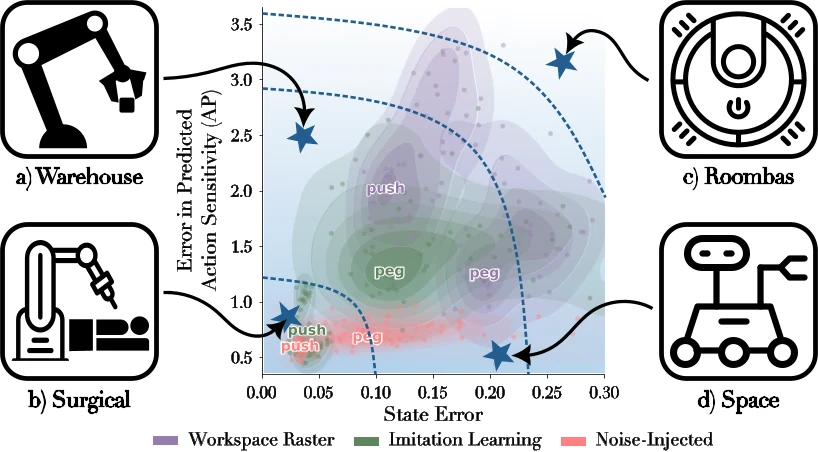 a) Warehouse
b) Surgical
Error in Predicted
Action Sensitivity (AP)
3.5
3.0
2.5
2.0
1.5
1.0
0.5
push
peg
peg
push
push
peg
0.00 0.05 0.10 0.15 0.20 0.25 0.30
State Error
c) Roombas
d) Space
Workspace Raster Imitation Learning Noise-Injected